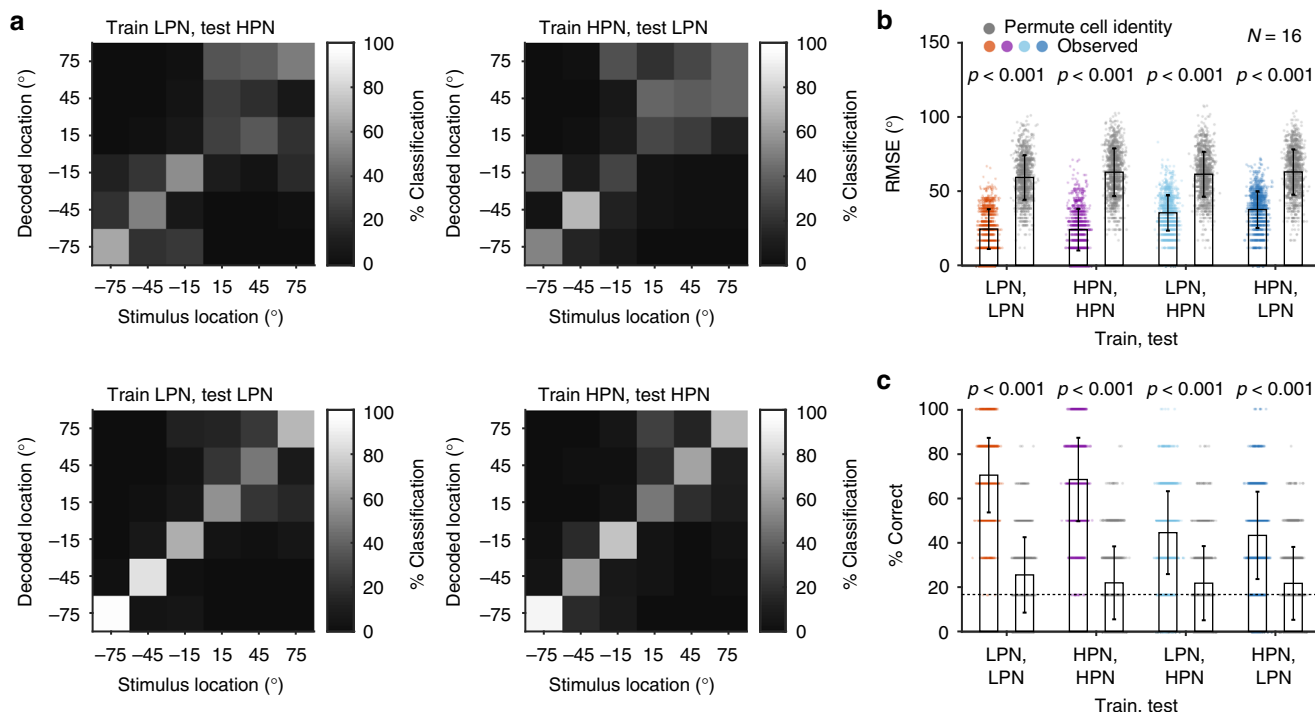 a
Train LPN, test HPN
Decoded location (°)
75
45
15
–15
–45
–75
–75 –45 –15 15 45 75
Stimulus location (°)
100
80
60
40
20
0
% Classification
Train HPN, test LPN
Decoded location (°)
75
45
15
–15
–45
–75
–75 –45 –15 15 45 75
Stimulus location (°)
100
80
60
40
20
0
% Classification
Train LPN, test LPN
Decoded location (°)
75
45
15
–15
–45
–75
–75 –45 –15 15 45 75
Stimulus location (°)
100
80
60
40
20
0
% Classification
Train HPN, test HPN
Decoded location (°)
75
45
15
–15
–45
–75
–75 –45 –15 15 45 75
Stimulus location (°)
100
80
60
40
20
0
% Classification
b
Permute cell identity
Observed
N = 16
p < 0.001 p < 0.001 p < 0.001 p < 0.001
RMSE (°)
150
100
50
0
LPN, HPN, LPN, HPN,
LPN HPN HPN LPN
Train, test
c
p < 0.001 p < 0.001 p < 0.001 p < 0.001
% Correct
100
80
60
40
20
0
LPN, HPN, LPN, HPN,
LPN HPN HPN LPN
Train, test